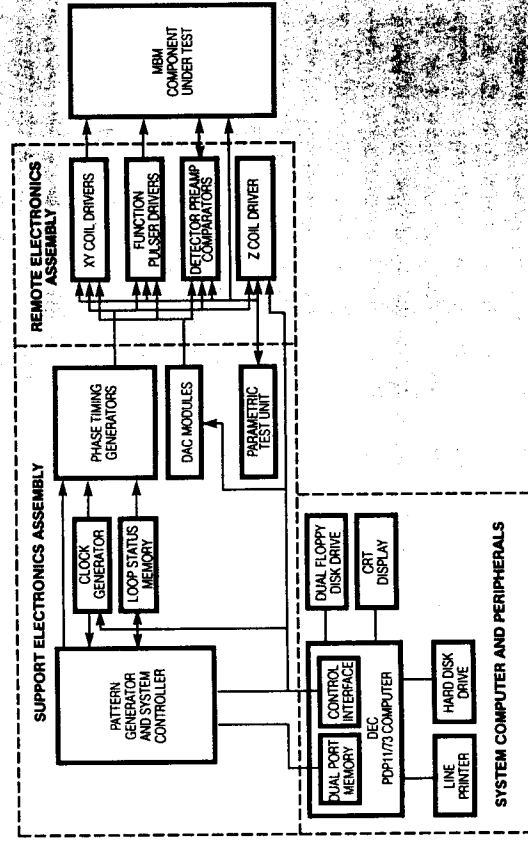 SUPPORT ELECTRONICS ASSEMBLY
PATTERN
GENERATOR
AND SYSTEM
CONTROLLER
CLOCK
GENERATOR
LOOP STATUS
MEMORY
PHASE TIMING
GENERATORS
DAC MODULES
PARAMETRIC
TEST UNIT
REMOTE ELECTRONICS
ASSEMBLY
XY COIL DRIVERS
FUNCTION
PULSER DRIVERS
DETECTOR PREAMP
COMPARATORS
Z COIL DRIVER
MBM
COMPONENT
UNDER TEST
DUAL PORT
MEMORY
CONTROL
INTERFACE
DEC
PDP11/73 COMPUTER
DUAL FLOPPY
DISK DRIVE
CRT
DISPLAY
LINE
PRINTER
HARD DISK
DRIVE
SYSTEM COMPUTER AND PERIPHERALS